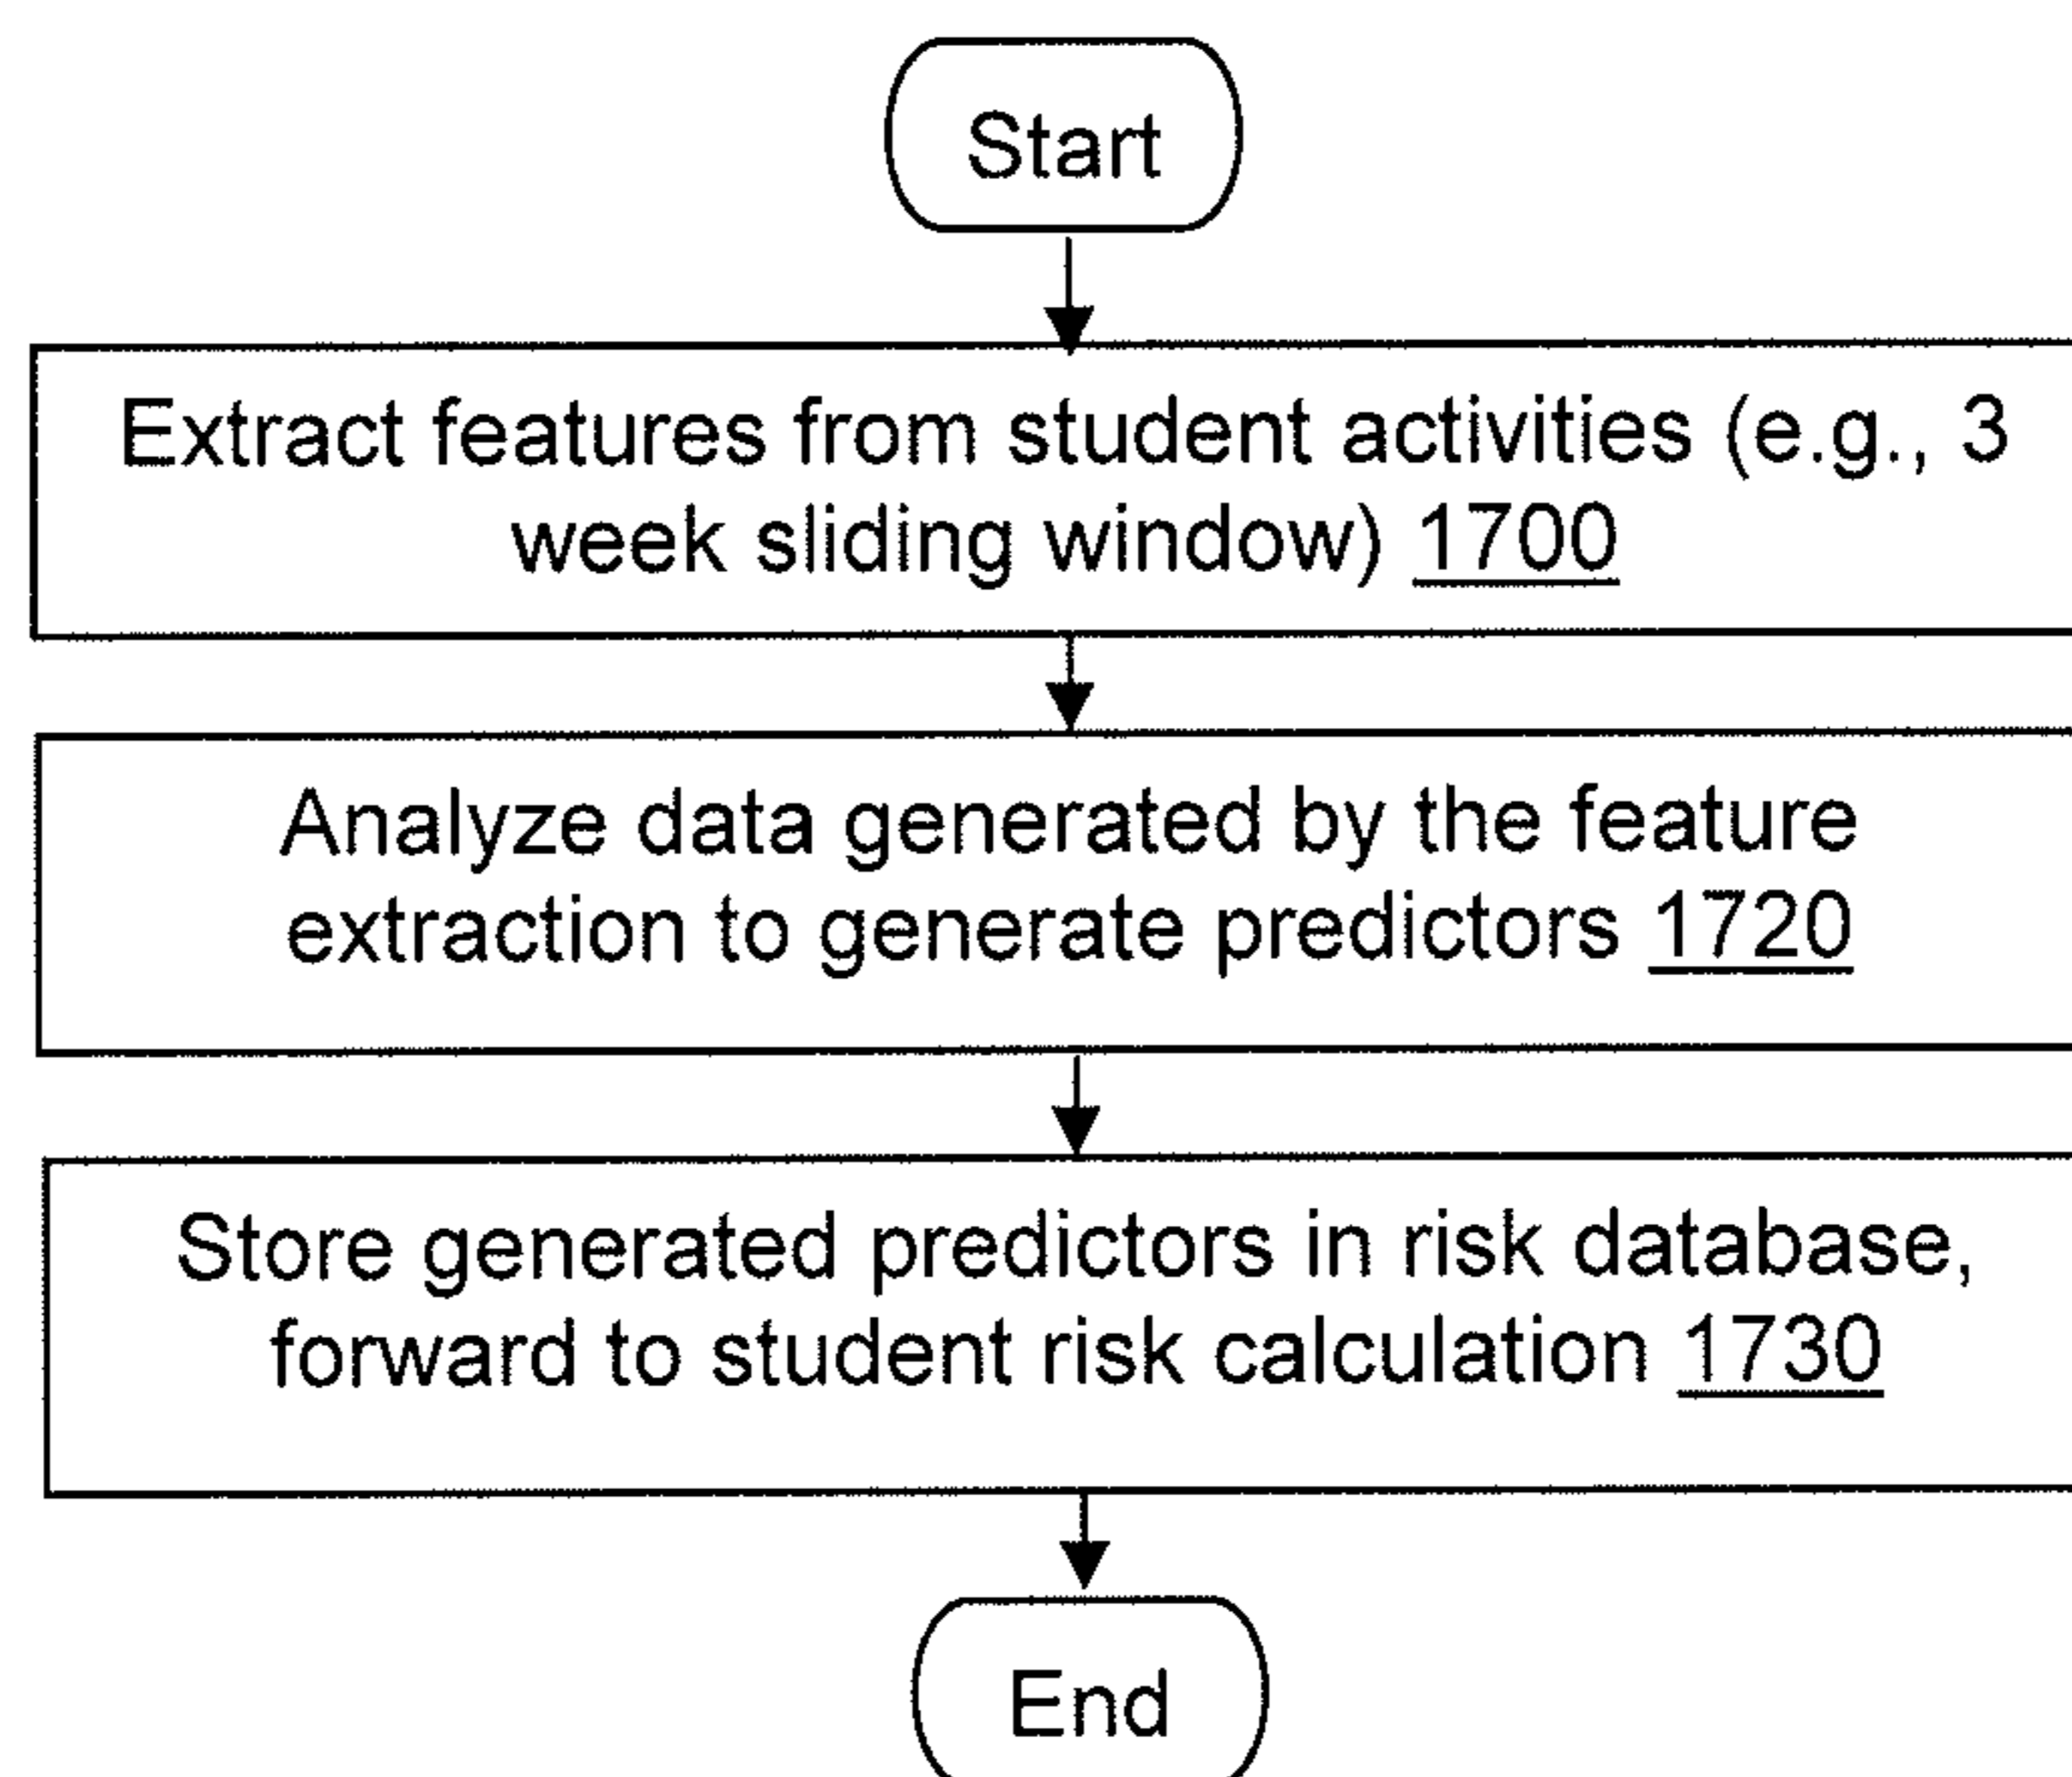 Start
Extract features from student activities (e.g., 3
week sliding window) 1700
Analyze data generated by the feature
extraction to generate predictors 1720
Store generated predictors in risk database,
forward to student risk calculation 1730
End